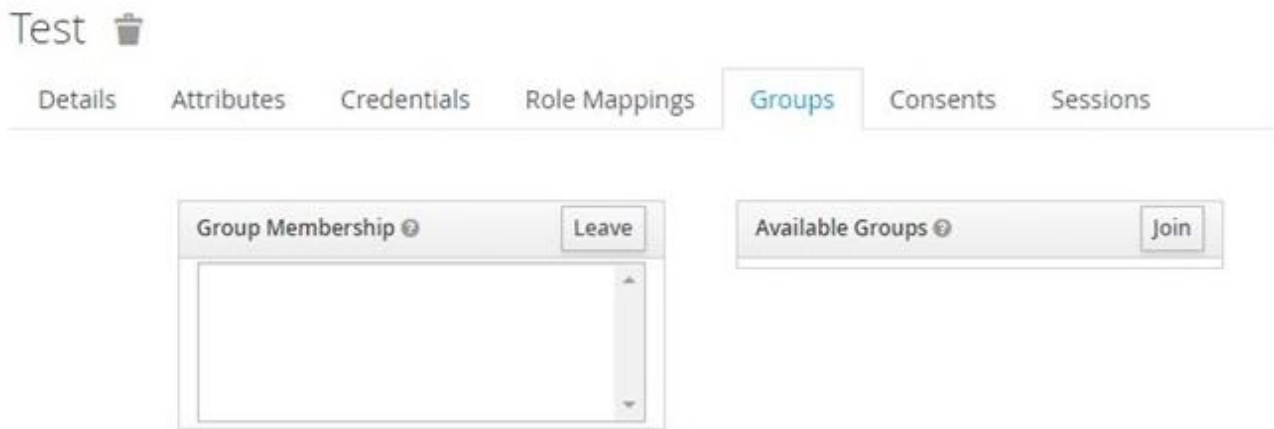 Test
Details Attributes Credentials Role Mappings Groups Consents Sessions
Group Membership Leave
Available Groups Join